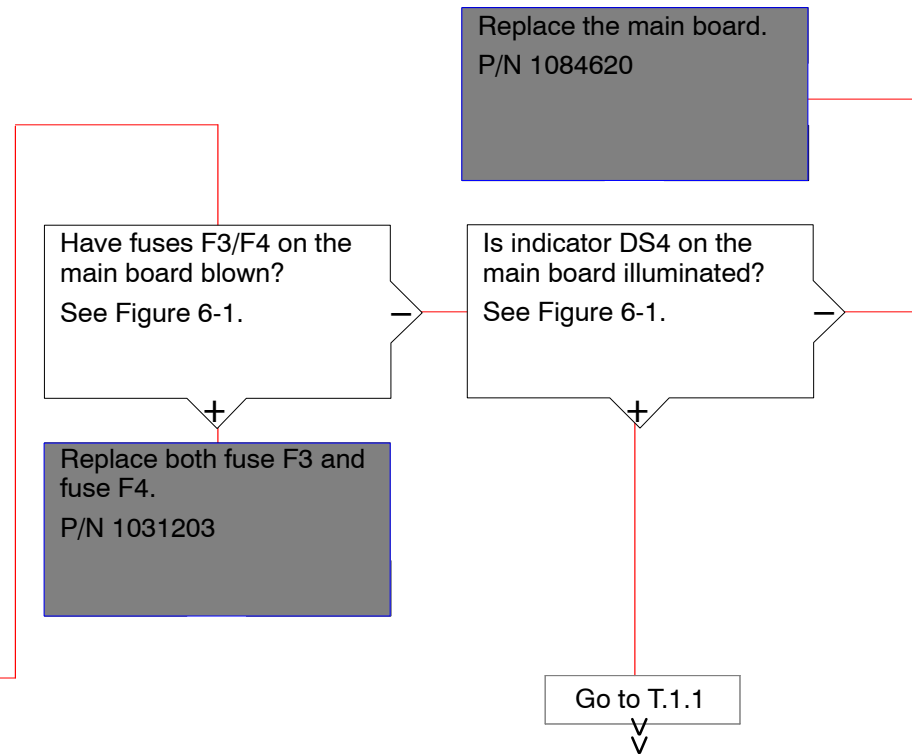 Replace the main board.
P/N 1084620
Have fuses F3/F4 on the
main board blown?
See Figure 6-1.
–
+
Is indicator DS4 on the
main board illuminated?
See Figure 6-1.
–
+
Replace both fuse F3 and
fuse F4.
P/N 1031203
Go to T.1.1